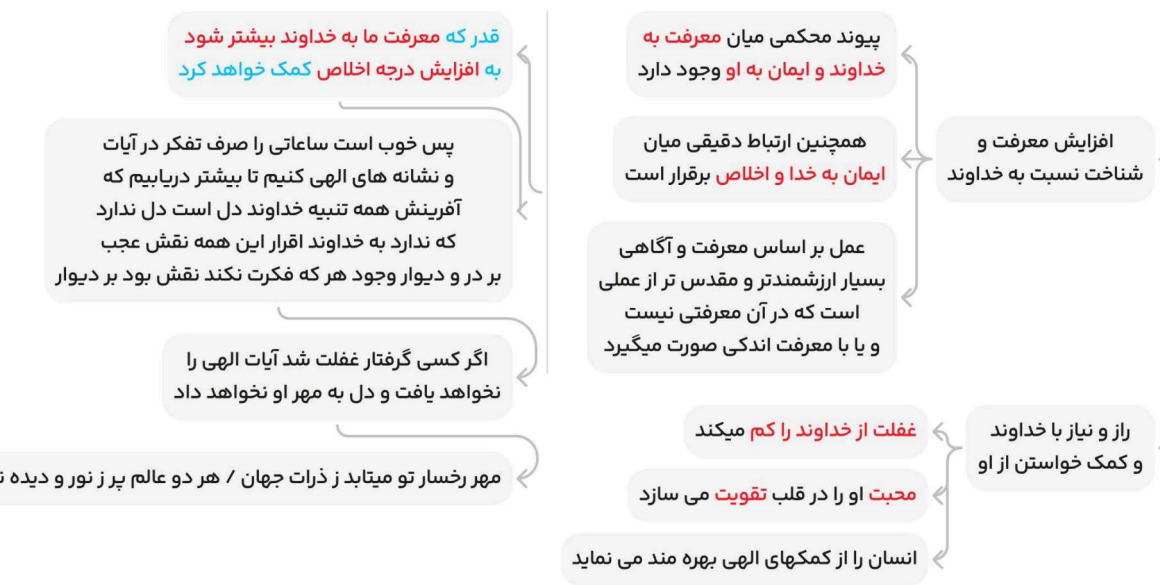 افزایش معرفت و
شناخت نسبت به خداوند
پیوند محکمی میان معرفت به
خداوند و ایمان به او وجود دارد
همچنین ارتباط دقیقی میان
ایمان به خدا و اخلاص برقرار است
عمل بر اساس معرفت و آگاهی
بسیار ارزشمندتر و مقدس تر از عملی
است که در آن معرفتی نیست
و یا با معرفت اندکی صورت میگیرد
قدر که معرفت ما به خداوند بیشتر شود
به افزایش درجه اخلاص کمک خواهد کرد
پس خوب است ساعاتی را صرف تفکر در آیات
و نشانه های الهی کنیم تا بیشتر دریابیم که
آفرینش همه تنبیه خداوند دل است دل ندارد
که ندارد به خداوند اقرار این همه نقش عجب
بر در و دیوار وجود هر که فکرت نکند نقش بود بر دیوار
اگر کسی گرفتار غفلت شد آیات الهی را
نخواهد یافت و دل به مهر او نخواهد داد
مهر رخسار تو میتابد ز ذرات جهان / هر دو عالم پر ز نور و دیده
راز و نیاز با خداوند
و کمک خواستن از او
غفلت از خداوند را کم میکند
محبت او را در قلب تقویت می سازد
انسان را از کمکهای الهی بهره مند می نماید